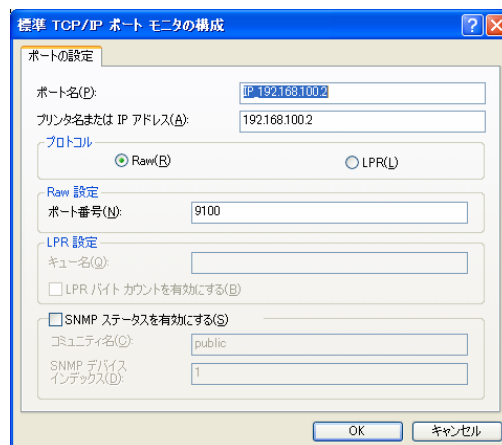 標準 TCP/IP ポート モニタの構成
ポートの設定
ポート名(P):
IP_192.168.100.2
プリンタ名または IP アドレス(A):
192.168.100.2
プロトコル
Raw(R)
LPR(L)
Raw 設定
ポート番号(N):
9100
LPR 設定
キュー名(Q):
LPR バイト カウントを有効にする(B)
SNMP ステータスを有効にする(S)
コミュニティ名(C):
public
SNMP デバイス
インデックス(D):
1
OK
キャンセル